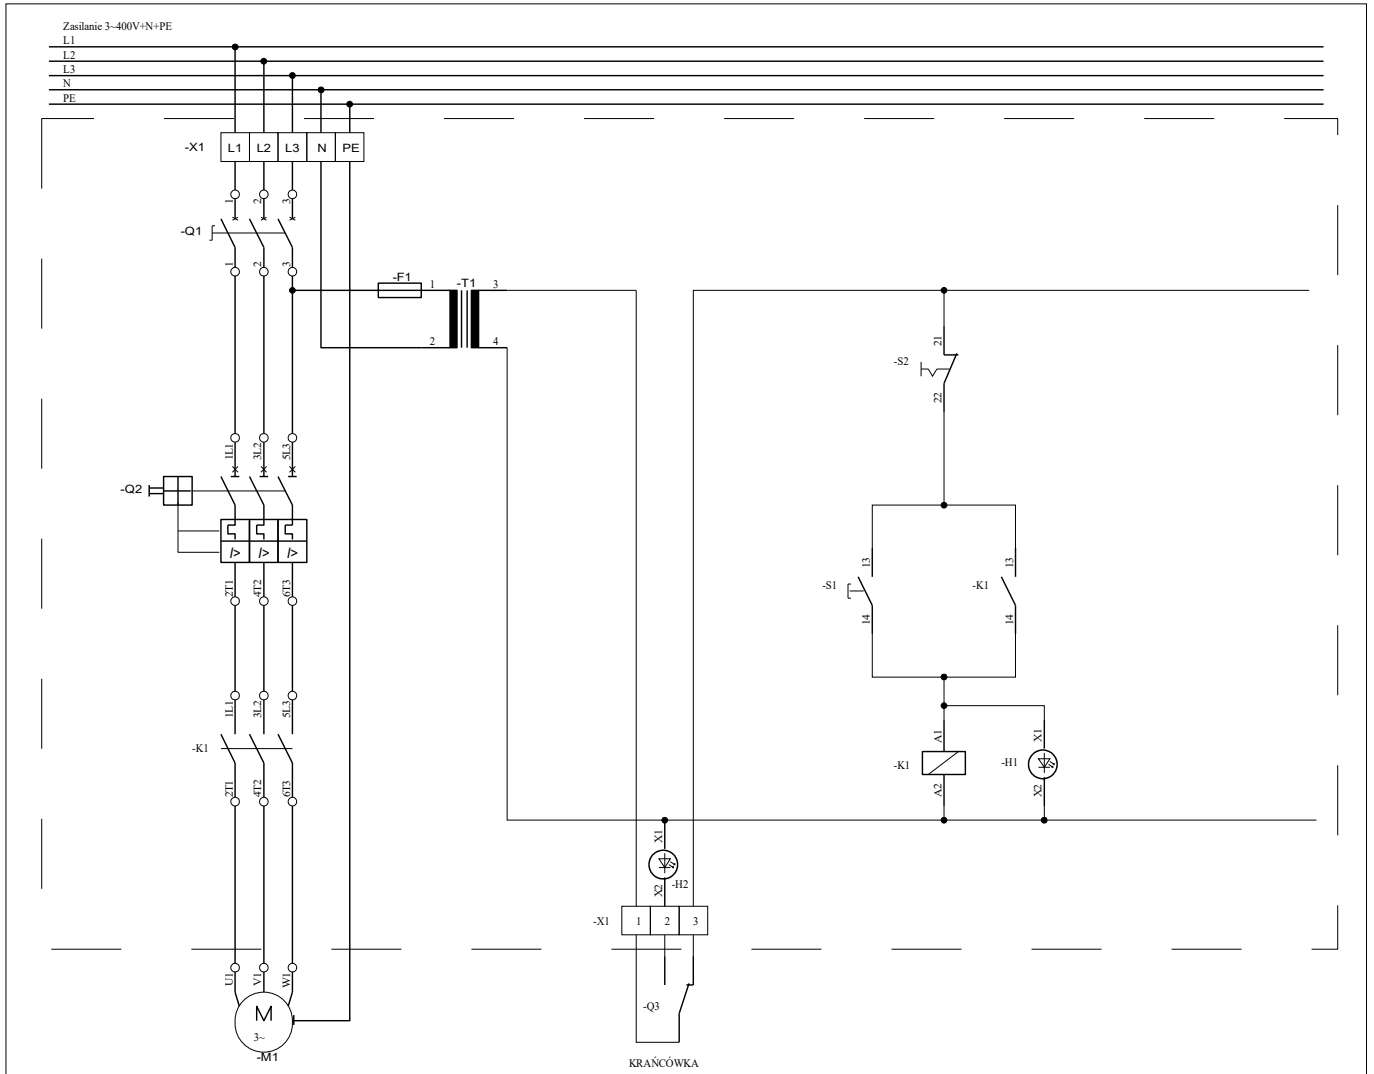 Zasilanie 3~400V+N+PE
L1
L2
L3
N
PE
-X1 L1 L2 L3 N PE
1 2 3
-Q1
1 2 3
-F1 1 -T1 3
2 4
21
-S2
22
1L1 3L2 5L3
-Q2
I> I> I>
2T1 4T2 6T3
13 13
-S1 -K1
14 14
1L1 3L2 5L3
-K1
2T1 4T2 6T3
A1 X1
-K1 -H1
A2 X2
X1
-H2
X2
-X1 1 2 3
U1 V1 W1
M
3~
-M1
-Q3
KRAŃCÓWKA